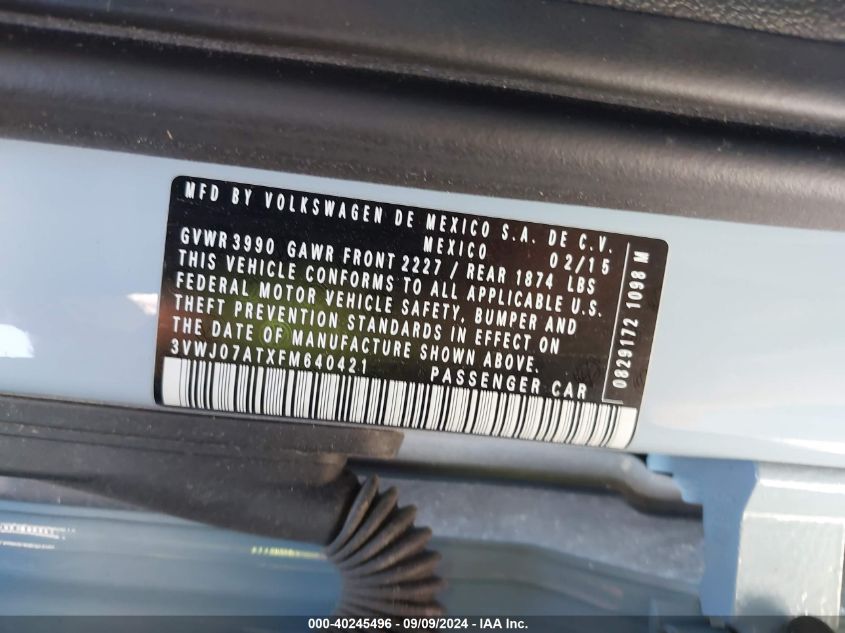 MFD BY VOLKSWAGEN DE MEXICO S.A. DE C.V.
MEXICO 02/15
GVWR 3990 GAWR FRONT 2227 / REAR 1874 LBS
THIS VEHICLE CONFORMS TO ALL APPLICABLE U.S.
FEDERAL MOTOR VEHICLE SAFETY, BUMPER AND
THEFT PREVENTION STANDARDS IN EFFECT ON
THE DATE OF MANUFACTURE SHOWN ABOVE.
3VWJ07ATXFM640421 PASSENGER CAR
0829172 1098 M
000-40245496 - 09/09/2024 - IAA Inc.